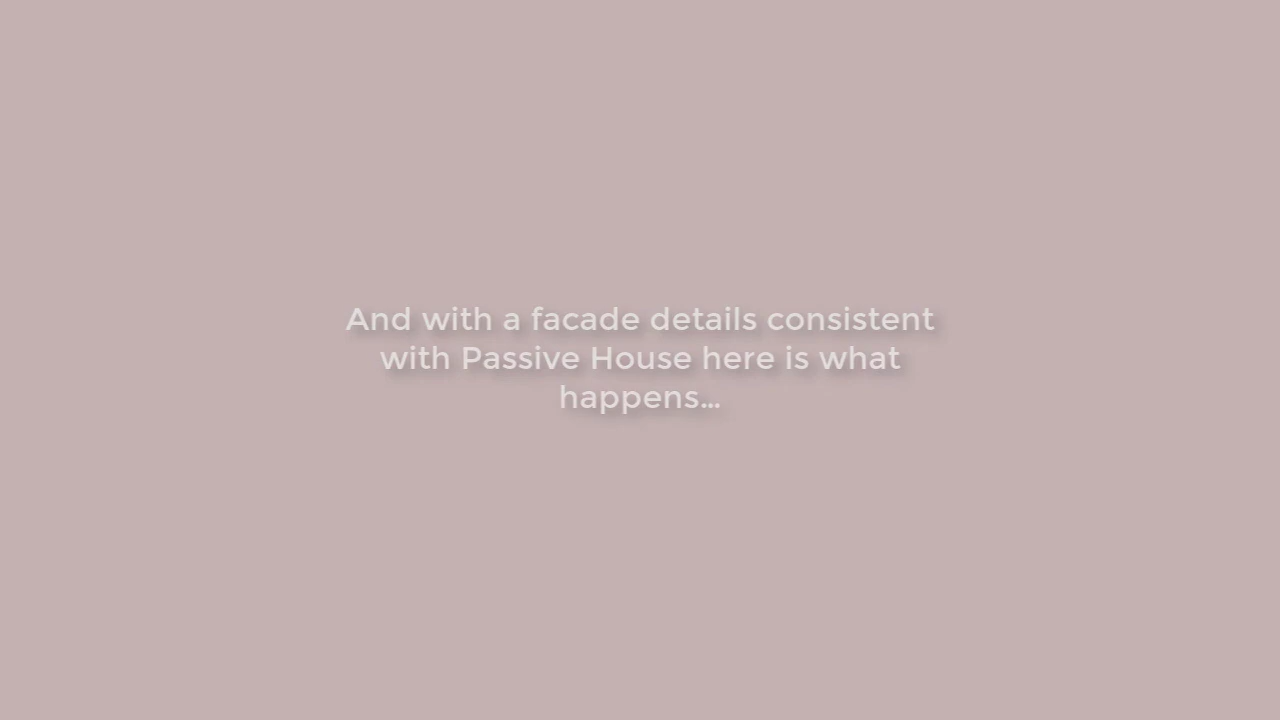 And with a facade details consistent
with Passive House here is what
happens...